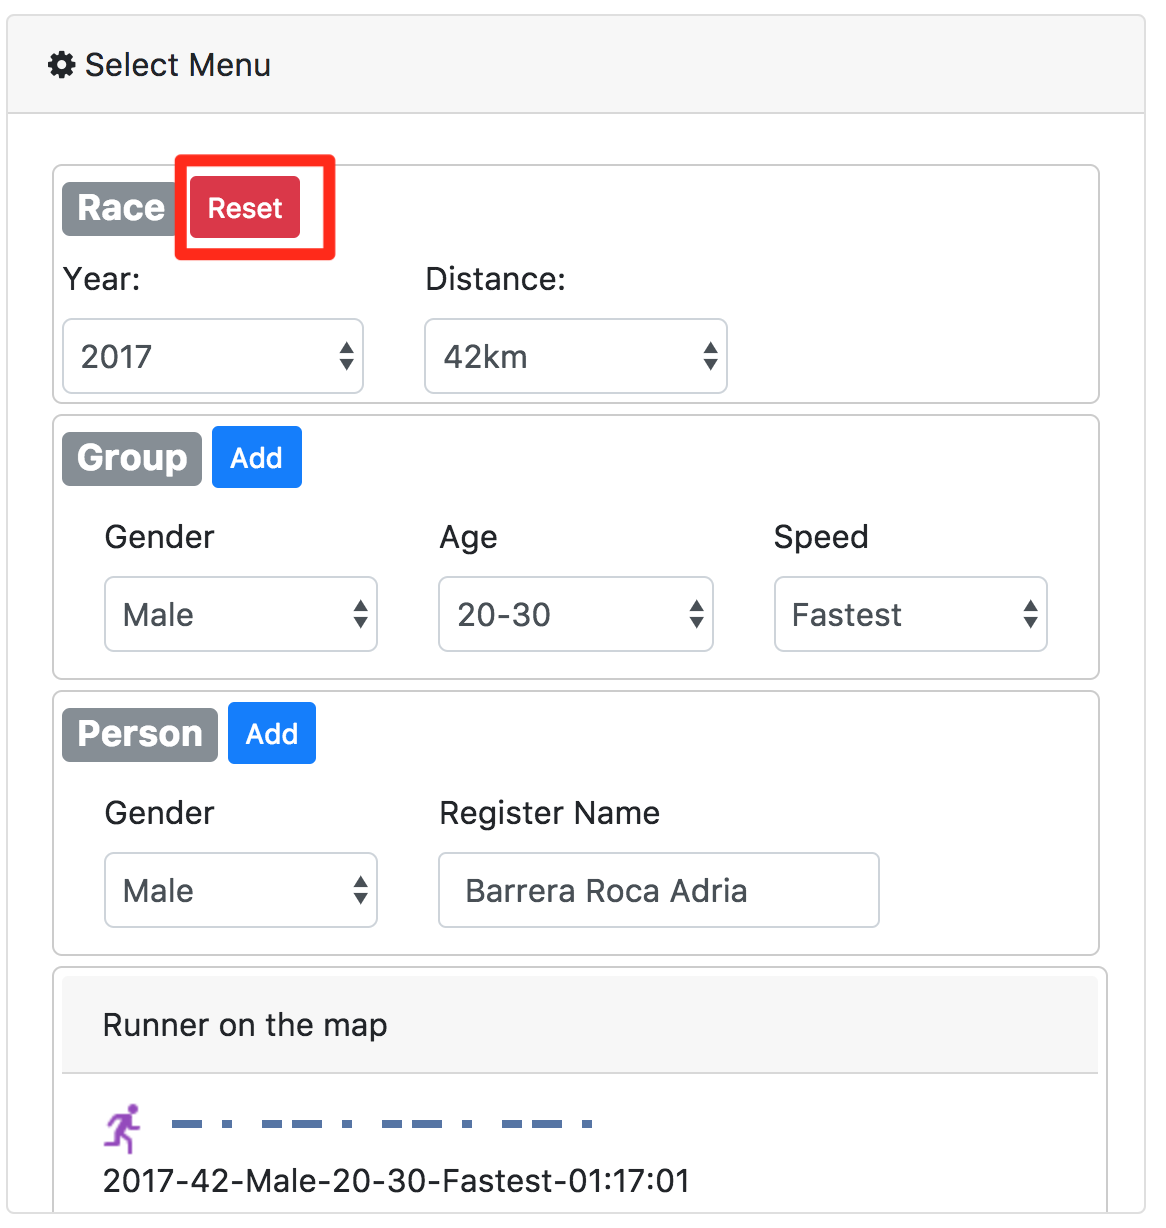 Select Menu
Race Reset
Year: Distance:
2017 42km
Group Add
Gender Age Speed
Male 20-30 Fastest
Person Add
Gender Register Name
Male Barrera Roca Adria
Runner on the map
2017-42-Male-20-30-Fastest-01:17:01